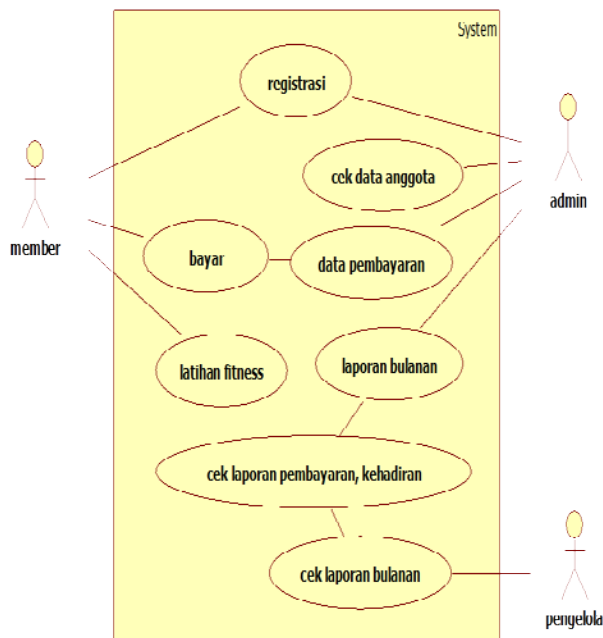 System
registrasi
cek data anggota
member
admin
bayar
data pembayaran
latihan fitness
laporan bulanan
cek laporan pembayaran, kehadiran
cek laporan bulanan
pengelola